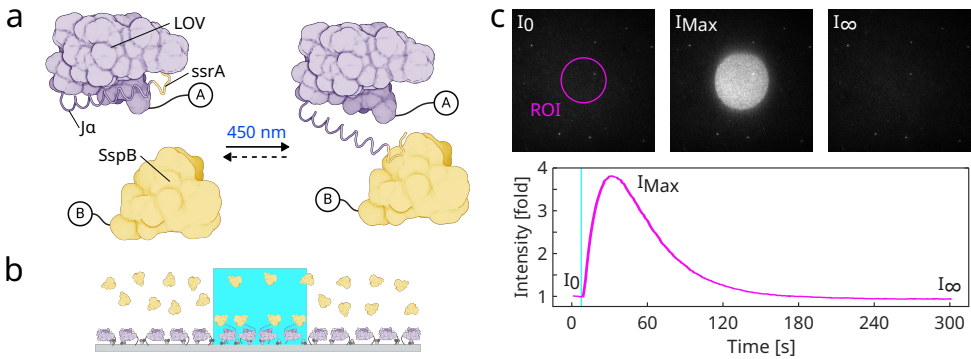 a
LOV
ssrA
A
Jα
SspB
B
450 nm
A
B
b
c
I0
ROI
IMax
I∞
Intensity [fold]
4
3
2
1
I0
IMax
I∞
0
60
120
180
240
300
Time [s]